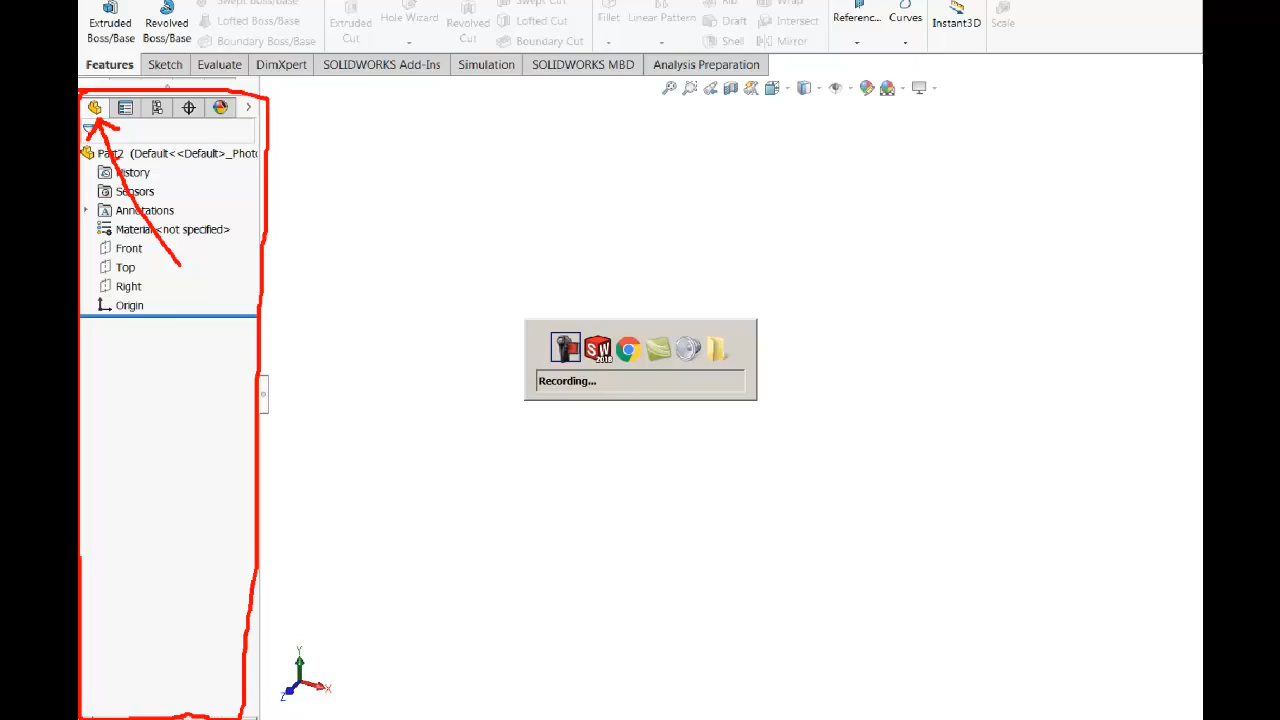 Swept Boss/Base
Swept Cut
Rib
Wrap
Extruded Boss/Base
Revolved Boss/Base
Lofted Boss/Base
Boundary Boss/Base
Extruded Cut
Hole Wizard
Revolved Cut
Lofted Cut
Boundary Cut
Fillet
Linear Pattern
Draft
Shell
Intersect
Mirror
Referenc...
Curves
Instant3D
Scale
Features
Sketch
Evaluate
DimXpert
SOLIDWORKS Add-Ins
Simulation
SOLIDWORKS MBD
Analysis Preparation
Part2 (Default<<Default>_Photo
History
Sensors
Annotations
Material <not specified>
Front
Top
Right
Origin
SW
2018
Recording...
Y
X
Z